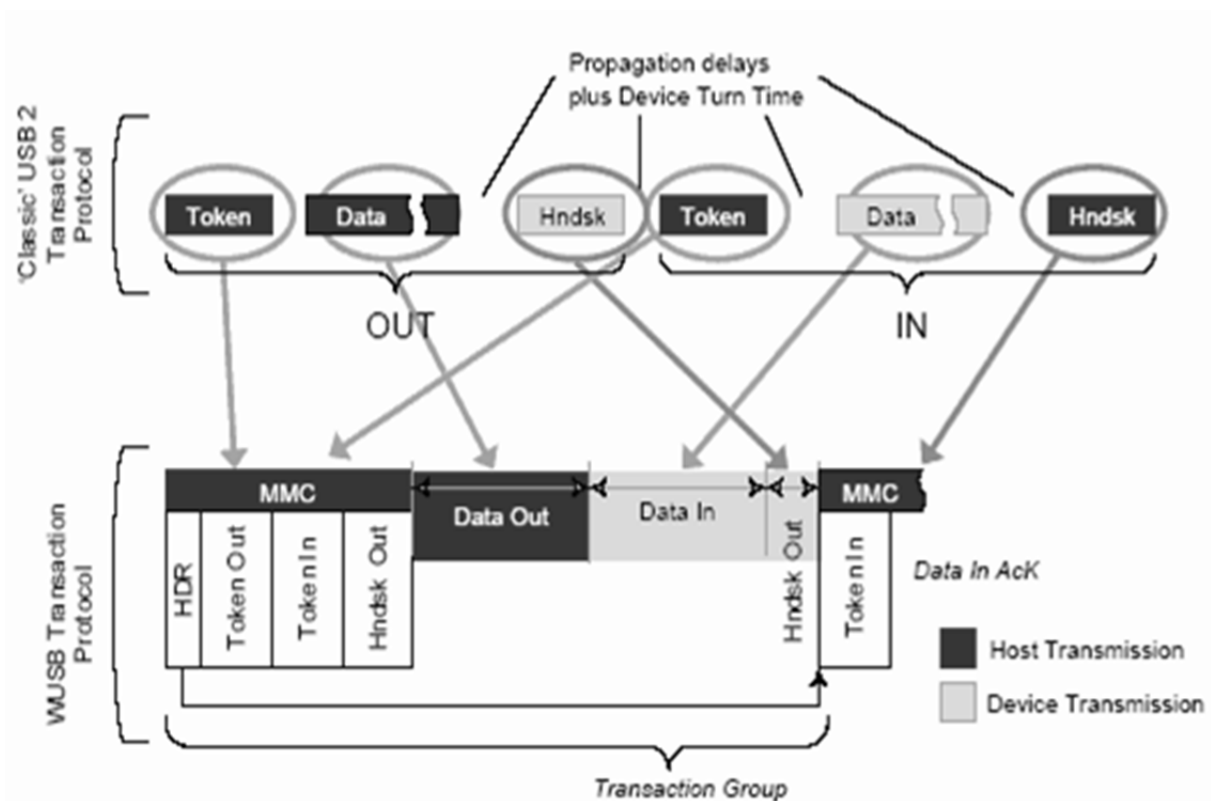 Propagation delays
plus Device Turn Time
'Classic' USB 2
Transaction
Protocol
Token
Data
Hndsk
Token
Data
Hndsk
OUT
IN
WUSB Transaction
Protocol
MMC
HDR
Token Out
Token In
Hndsk Out
Data Out
Data In
Hndsk Out
MMC
Token In
Data In AcK
Host Transmission
Device Transmission
Transaction Group